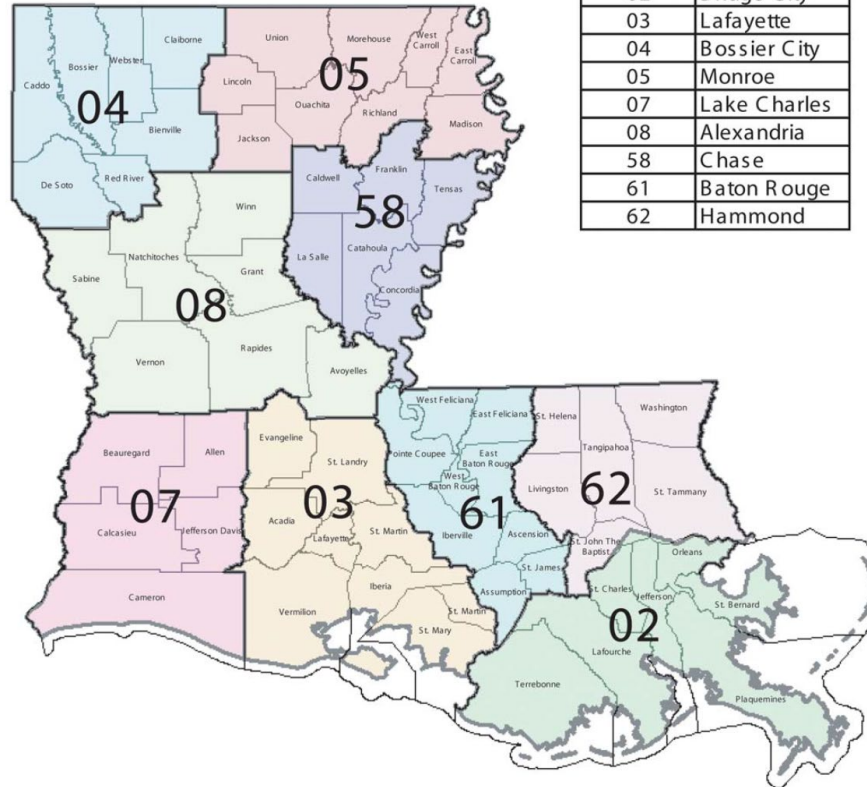 03 Lafayette
04 Bossier City
05 Monroe
07 Lake Charles
08 Alexandria
58 Chase
61 Baton Rouge
62 Hammond
Caddo
Bossier
Webster
Claiborne
04
Bienville
De Soto
Red River
Union
Morehouse
West
Carroll
East
Carroll
Lincoln
05
Ouachita
Richland
Jackson
Madison
Caldwell
Franklin
Tensas
58
La Salle
Catahoula
Concordia
Winn
Natchitoches
Sabine
Grant
08
Vernon
Rapides
Avoyelles
Beauregard
Allen
07
Calcasieu
Jefferson Davis
Cameron
Evangeline
St. Landry
03
Acadia
Lafayette
St. Martin
Iberia
Vermilion
St. Martin
St. Mary
West Feliciana
East Feliciana
Pointe Coupee
East
Baton Rouge
West
Baton Rouge
61
Iberville
Ascension
St. James
Assumption
St. Helena
Washington
Tangipahoa
Livingston
62
St. Tammany
St. John The
Baptist
Orleans
St. Charles
Jefferson
St. Bernard
02
Lafourche
Terrebonne
Plaquemines